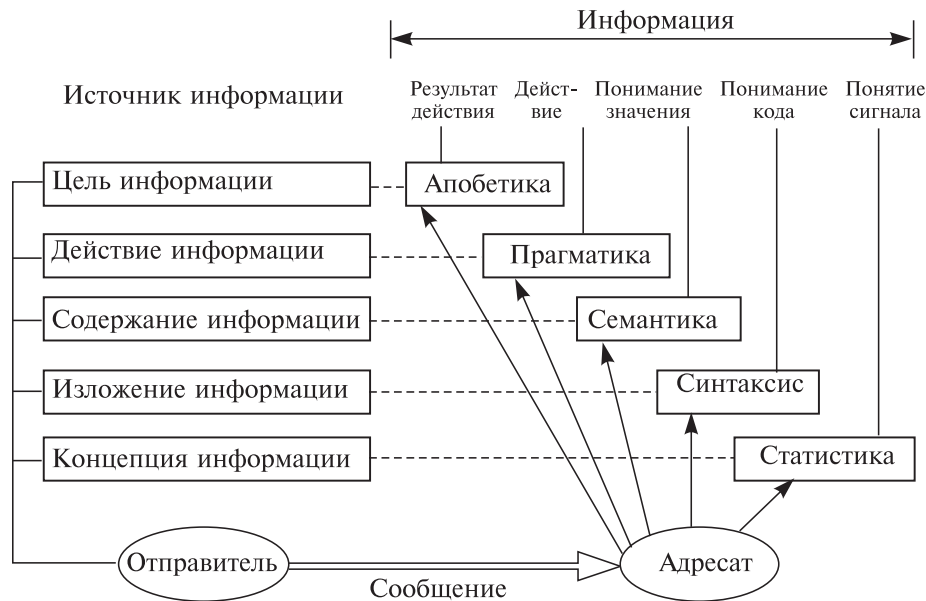 Информация
Источник информации
Результат
действия
Дейст-
вие
Понимание
значения
Понимание
кода
Понятие
сигнала
Цель информации
Апобетика
Действие информации
Прагматика
Содержание информации
Семантика
Изложение информации
Синтаксис
Концепция информации
Статистика
Отправитель
Сообщение
Адресат